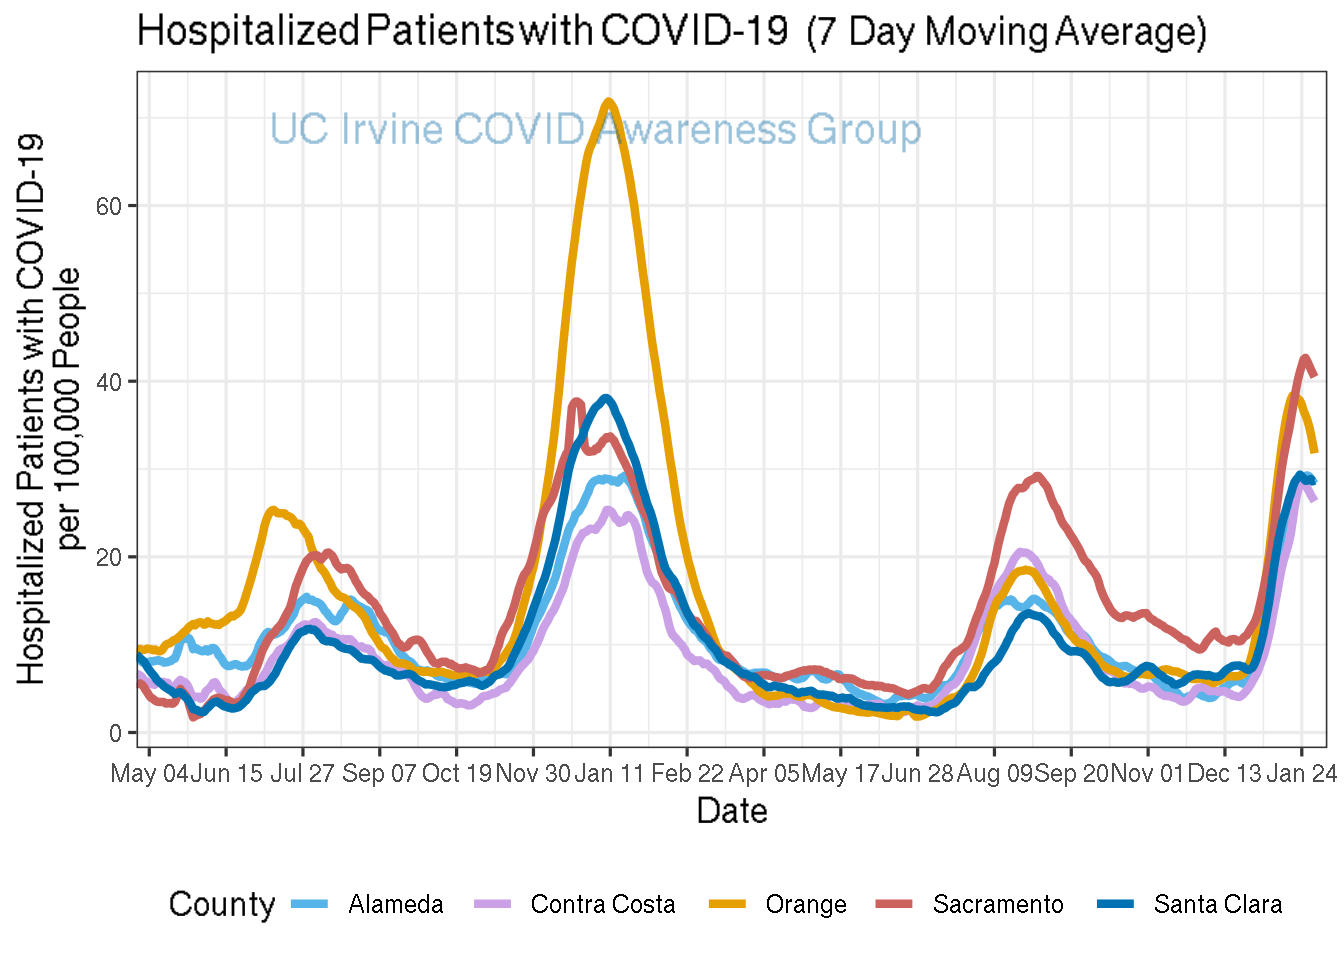 Hospitalized Patients with COVID-19 (7 Day Moving Average)
UC Irvine COVID Awareness Group
Hospitalized Patients with COVID-19
per 100,000 People
60
40
20
0
May 04 Jun 15 Jul 27 Sep 07 Oct 19 Nov 30 Jan 11 Feb 22 Apr 05 May 17 Jun 28 Aug 09 Sep 20 Nov 01 Dec 13 Jan 24
Date
County Alameda Contra Costa Orange Sacramento Santa Clara